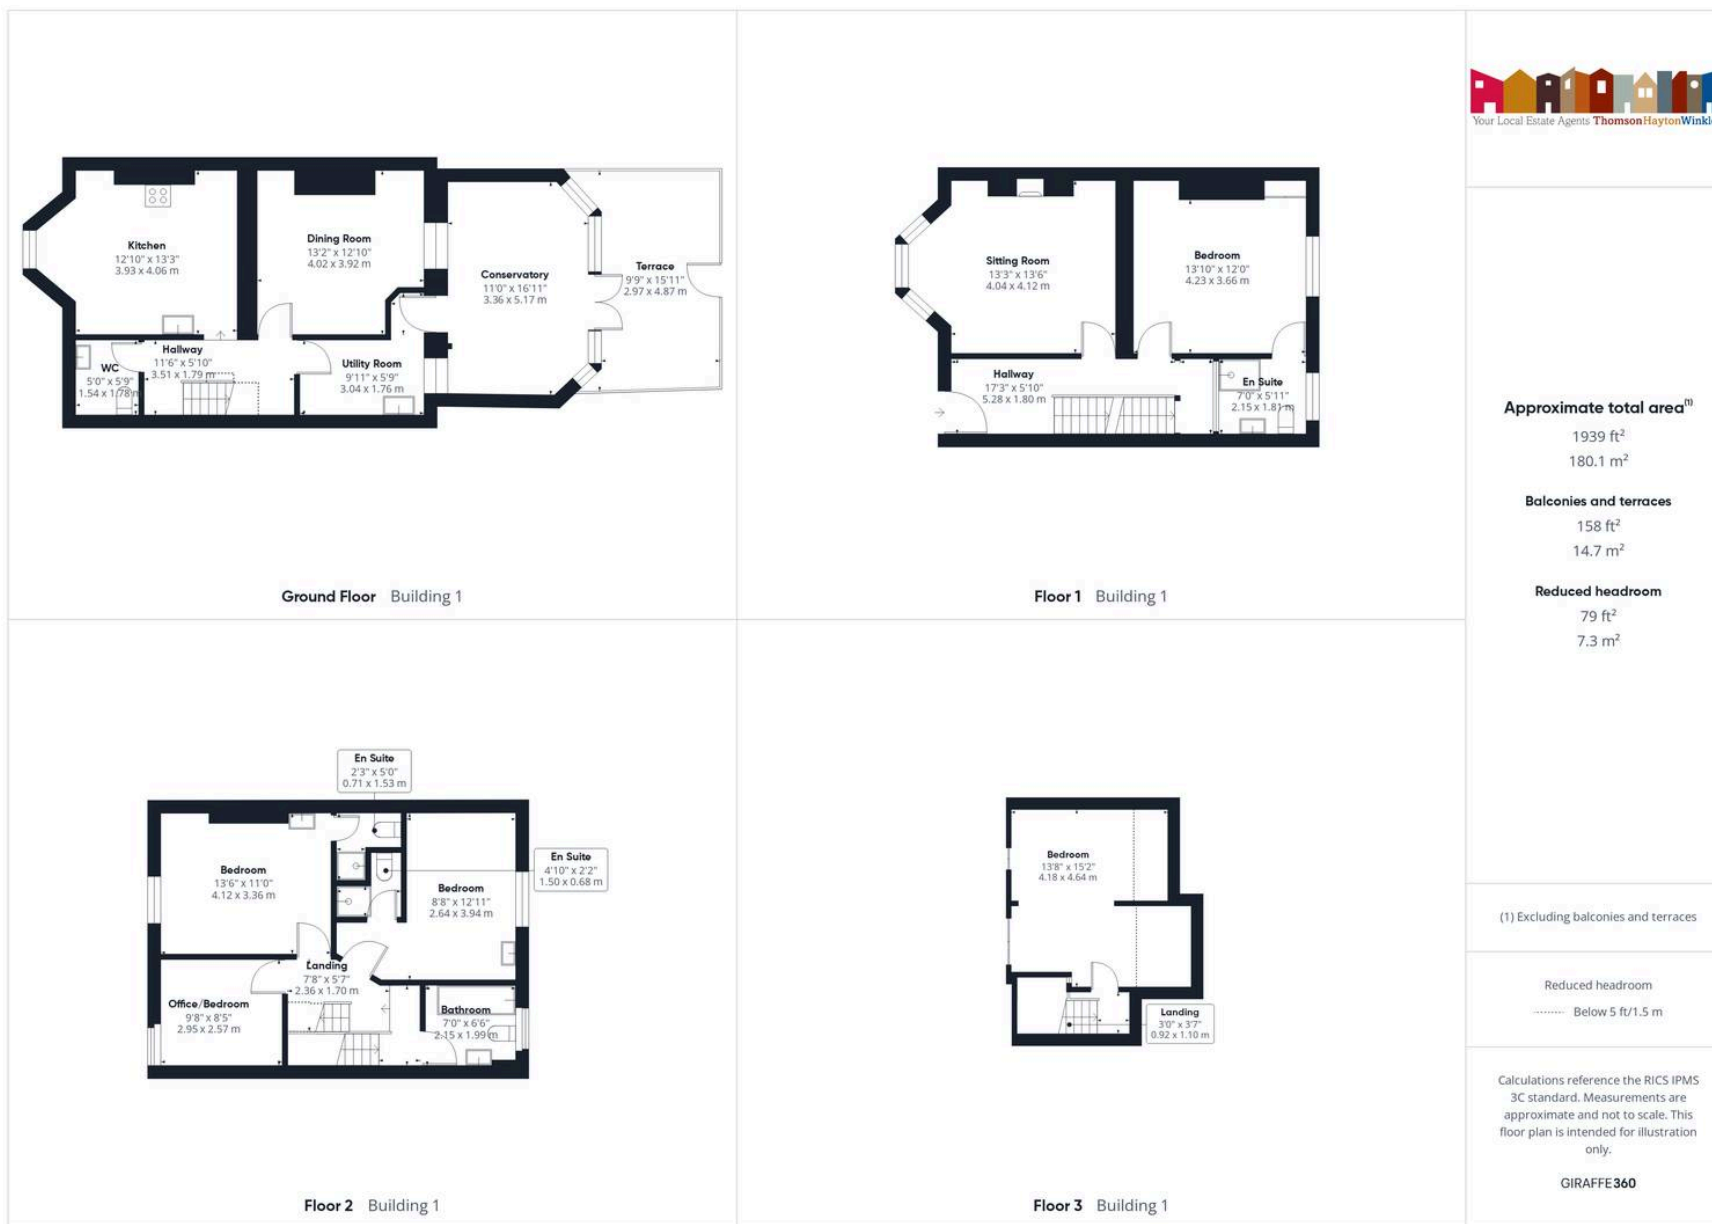 Kitchen
12'10" x 13'3"
3.93 x 4.06 m
Dining Room
13'2" x 12'10"
4.02 x 3.92 m
Conservatory
11'0" x 16'11"
3.36 x 5.17 m
Terrace
9'9" x 15'11"
2.97 x 4.87 m
Hallway
11'6" x 5'10"
3.51 x 1.79 m
WC
5'0" x 5'9"
1.54 x 1.78 m
Utility Room
9'11" x 5'9"
3.04 x 1.76 m
Ground Floor Building 1
Sitting Room
13'3" x 13'6"
4.04 x 4.12 m
Bedroom
13'10" x 12'0"
4.23 x 3.66 m
Hallway
17'3" x 5'10"
5.28 x 1.80 m
En Suite
7'0" x 5'11"
2.15 x 1.81 m
Floor 1 Building 1
En Suite
2'3" x 5'0"
0.71 x 1.53 m
En Suite
4'10" x 2'2"
1.50 x 0.68 m
Bedroom
13'6" x 11'0"
4.12 x 3.36 m
Bedroom
8'8" x 12'11"
2.64 x 3.94 m
Landing
7'8" x 5'7"
2.36 x 1.70 m
Office/Bedroom
9'8" x 8'5"
2.95 x 2.57 m
Bathroom
7'0" x 6'6"
2.15 x 1.99 m
Floor 2 Building 1
Bedroom
13'8" x 15'2"
4.18 x 4.64 m
Landing
3'0" x 3'7"
0.92 x 1.10 m
Floor 3 Building 1
Your Local Estate Agents ThomsonHaytonWinkl
Approximate total area(1)
1939 ft²
180.1 m²
Balconies and terraces
158 ft²
14.7 m²
Reduced headroom
79 ft²
7.3 m²
(1) Excluding balconies and terraces
Reduced headroom
Below 5 ft/1.5 m
Calculations reference the RICS IPMS
3C standard. Measurements are
approximate and not to scale. This
floor plan is intended for illustration
only.
GIRAFFE360